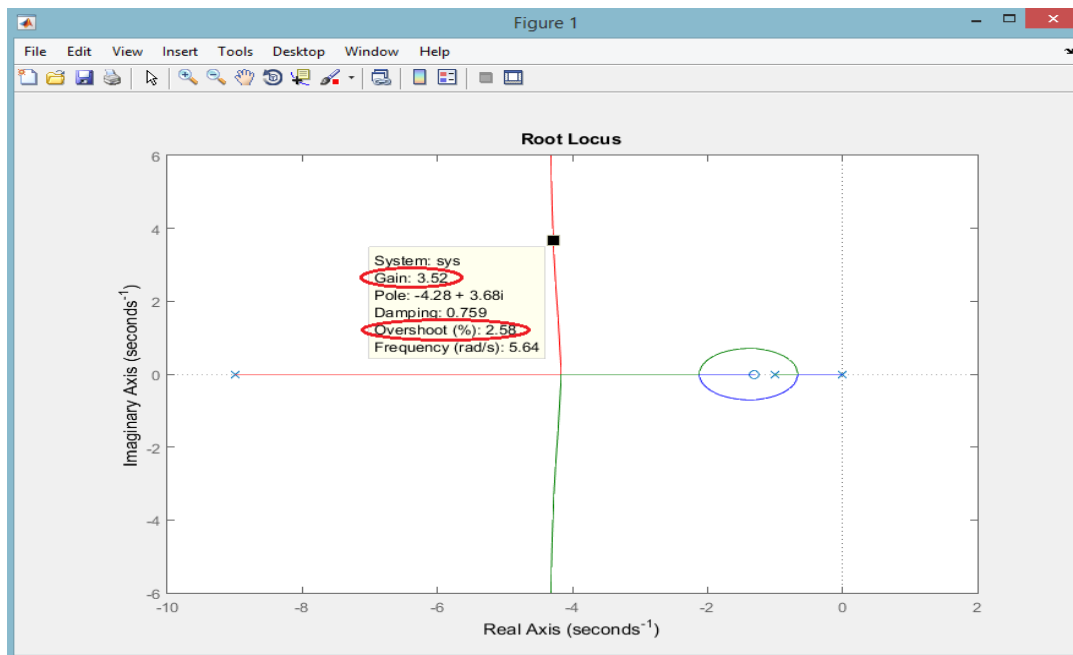 Figure 1
File Edit View Insert Tools Desktop Window Help
Root Locus
6
4
2
0
-2
-4
-6
Imaginary Axis (seconds⁻¹)
System: sys
Gain: 3.52
Pole: -4.28 + 3.68i
Damping: 0.759
Overshoot (%): 2.58
Frequency (rad/s): 5.64
-10 -8 -6 -4 -2 0 2
Real Axis (seconds⁻¹)